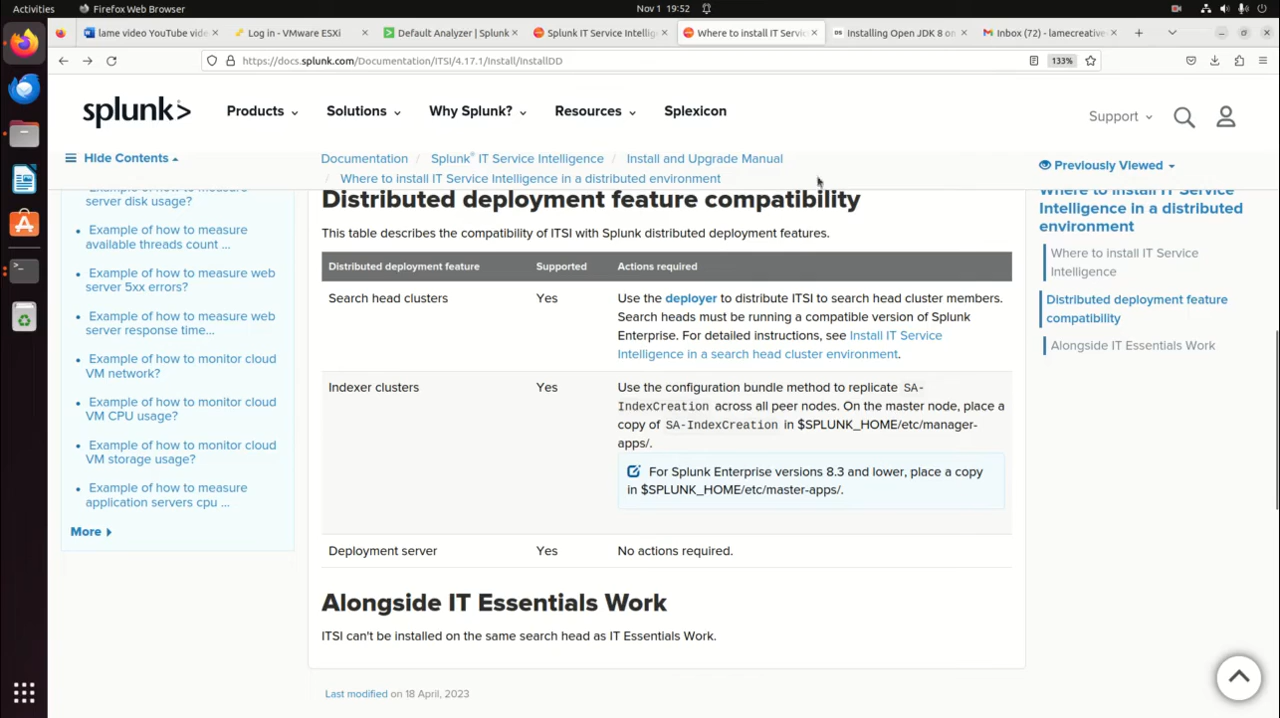 Activities
Firefox Web Browser
Nov 1 19:52
lame video YouTube vide
Log in - VMware ESXi
Default Analyzer | Splunk
Splunk IT Service Intellig
Where to install IT Servic
Installing Open JDK 8 on
Inbox (72) - lamecreative
https://docs.splunk.com/Documentation/ITSI/4.17.1/Install/InstallDD
133%
splunk>
Products
Solutions
Why Splunk?
Resources
Splexicon
Support
Hide Contents
Documentation / Splunk® IT Service Intelligence / Install and Upgrade Manual
/ Where to install IT Service Intelligence in a distributed environment
Previously Viewed
server disk usage?
Example of how to measure
available threads count ...
Example of how to measure web
server 5xx errors?
Example of how to measure web
server response time...
Example of how to monitor cloud
VM network?
Example of how to monitor cloud
VM CPU usage?
Example of how to monitor cloud
VM storage usage?
Example of how to measure
application servers cpu ...
More
Distributed deployment feature compatibility
This table describes the compatibility of ITSI with Splunk distributed deployment features.
Distributed deployment feature Supported Actions required
Search head clusters Yes Use the deployer to distribute ITSI to search head cluster members.
Search heads must be running a compatible version of Splunk
Enterprise. For detailed instructions, see Install IT Service
Intelligence in a search head cluster environment.
Indexer clusters Yes Use the configuration bundle method to replicate SA-
IndexCreation across all peer nodes. On the master node, place a
copy of SA-IndexCreation in $SPLUNK_HOME/etc/manager-
apps/.
For Splunk Enterprise versions 8.3 and lower, place a copy
in $SPLUNK_HOME/etc/master-apps/.
Deployment server Yes No actions required.
Alongside IT Essentials Work
ITSI can't be installed on the same search head as IT Essentials Work.
Last modified on 18 April, 2023
Where to install IT Service
Intelligence in a distributed
environment
Where to install IT Service
Intelligence
Distributed deployment feature
compatibility
Alongside IT Essentials Work